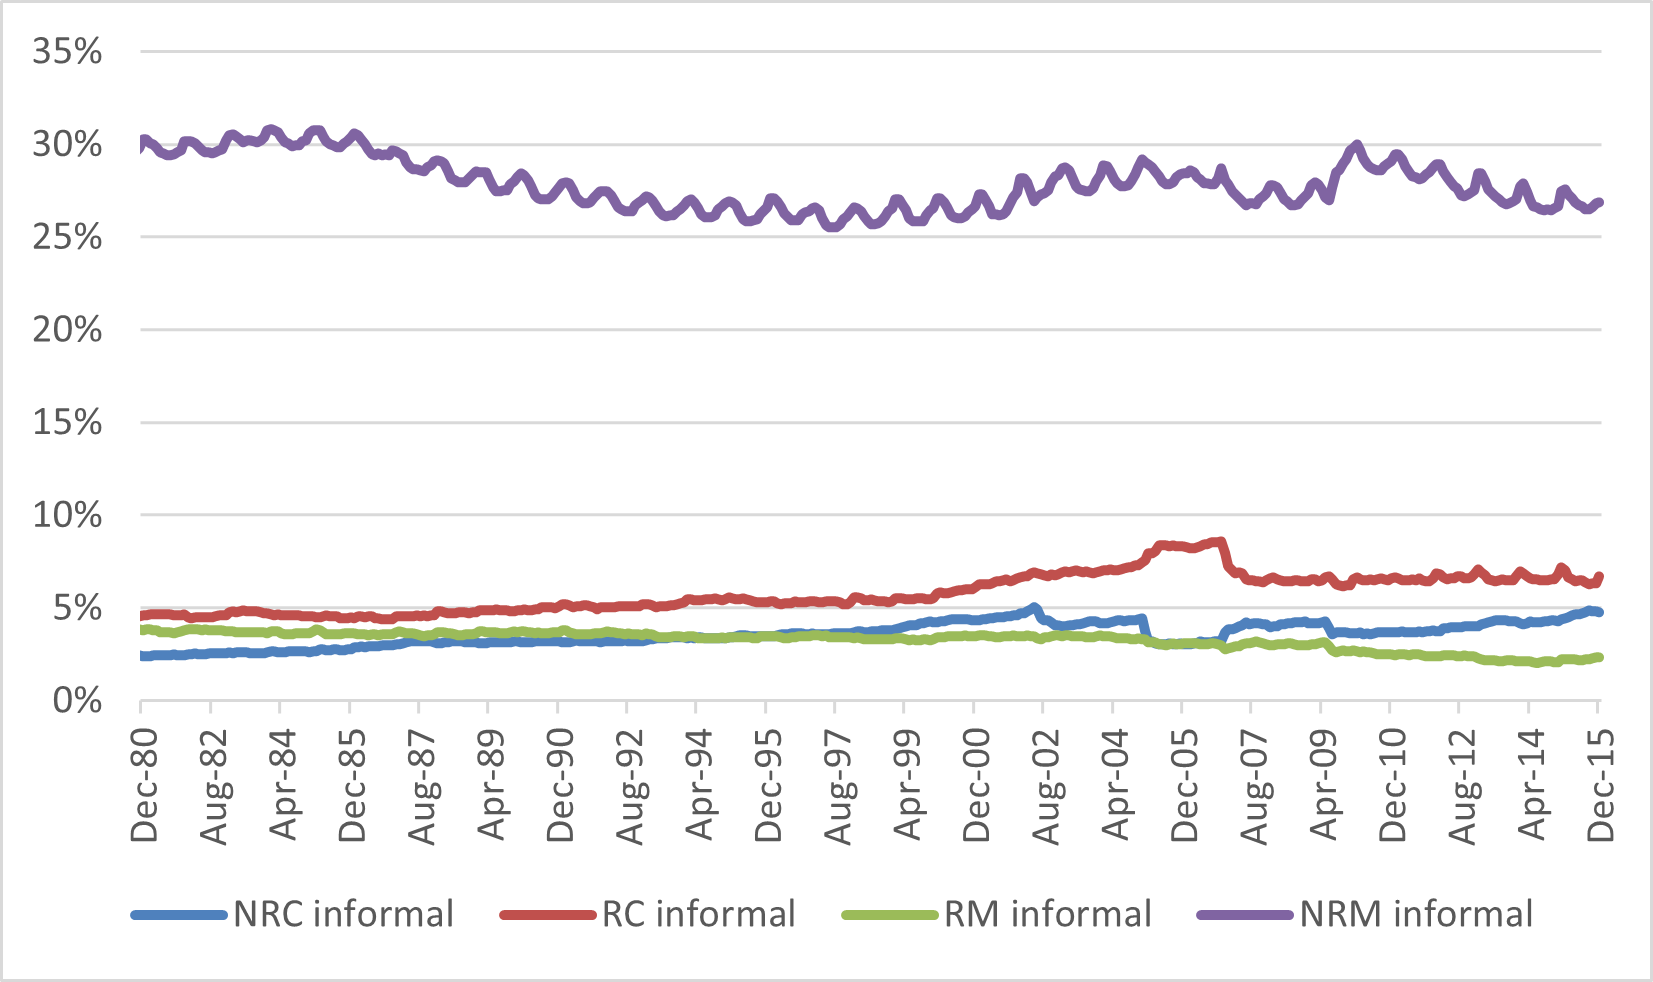 35%
30%
25%
20%
15%
10%
5%
0%
Dec-80
Aug-82
Apr-84
Dec-85
Aug-87
Apr-89
Dec-90
Aug-92
Apr-94
Dec-95
Aug-97
Apr-99
Dec-00
Aug-02
Apr-04
Dec-05
Aug-07
Apr-09
Dec-10
Aug-12
Apr-14
Dec-15
NRC informal RC informal RM informal NRM informal